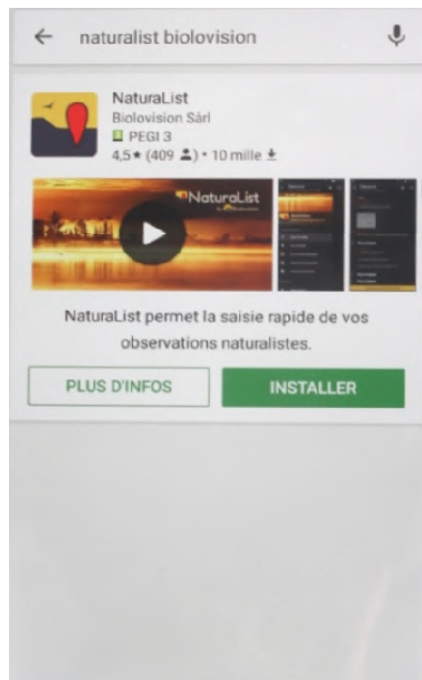 naturalist biolovision
NaturaList
Biolovision Sàrl
PEGI 3
4,5★ (409 👤) • 10 mille
NaturaList
NaturaList permet la saisie rapide de vos
observations naturalistes.
PLUS D'INFOS
INSTALLER